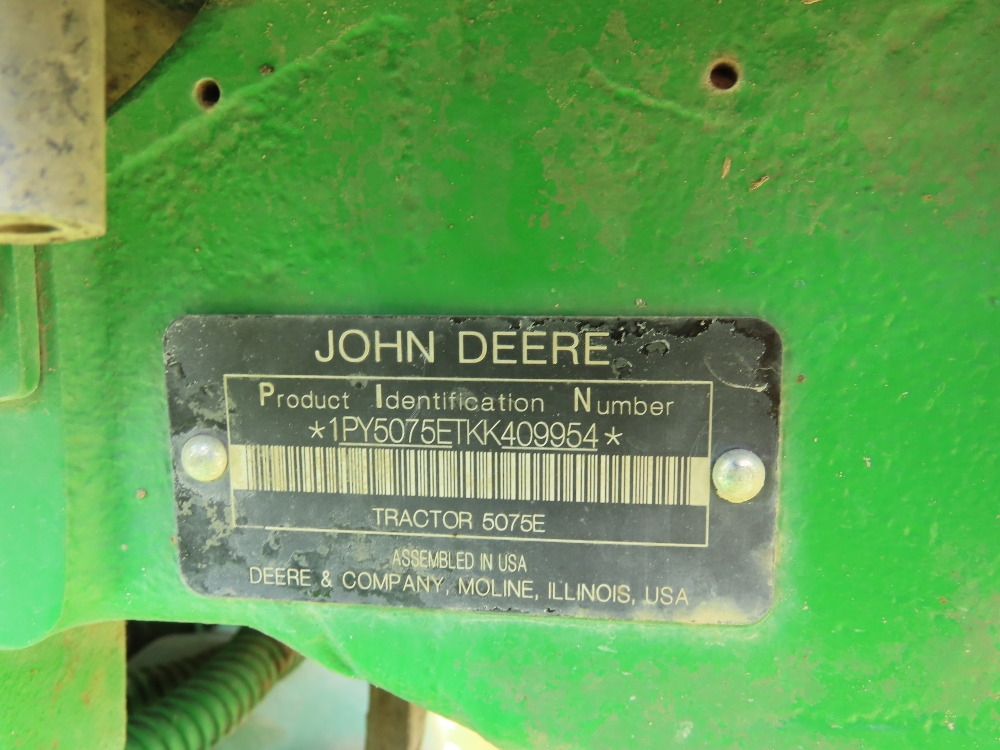 JOHN DEERE
Product Identification Number
*1PY5075ETKK409954*
TRACTOR 5075E
ASSEMBLED IN USA
DEERE & COMPANY, MOLINE, ILLINOIS, USA